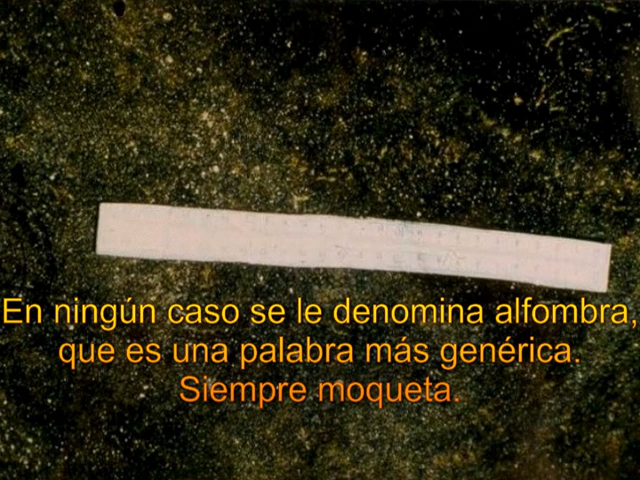 En ningún caso se le denomina alfombra,
que es una palabra más genérica.
Siempre moqueta.